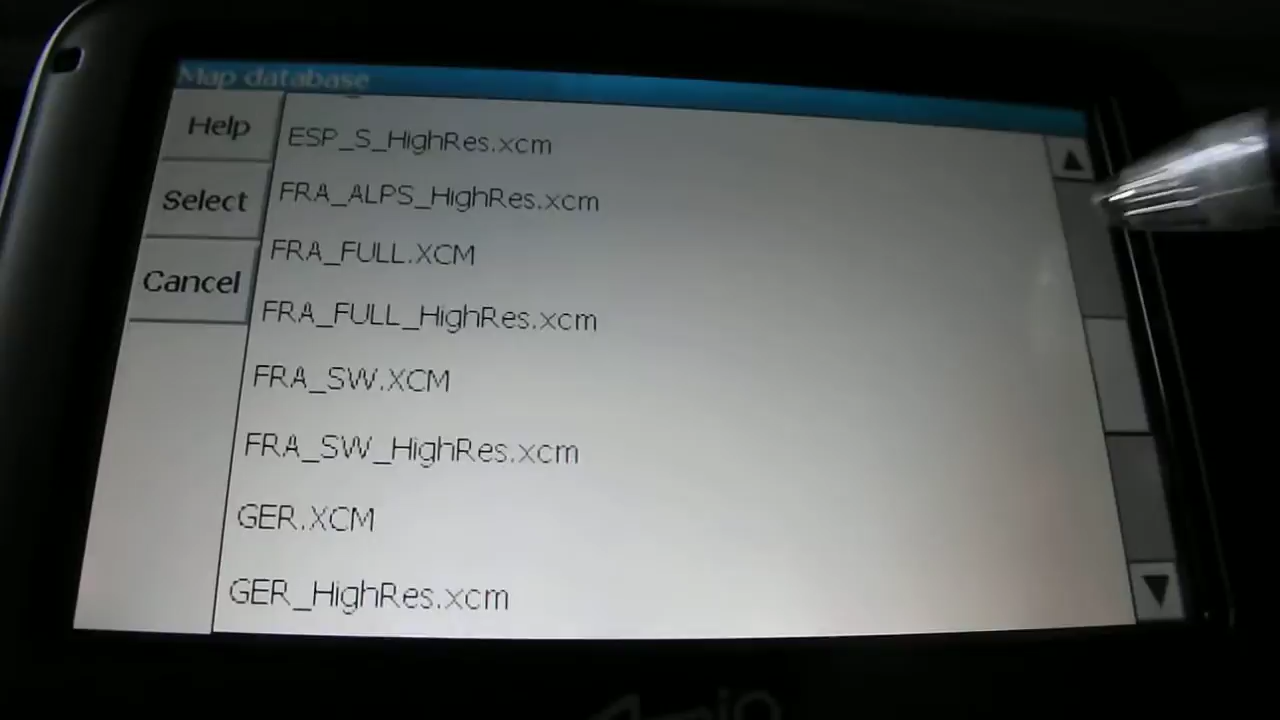 Map database
Help
Select
Cancel
ESP_S_HighRes.xcm
FRA_ALPS_HighRes.xcm
FRA_FULL.XCM
FRA_FULL_HighRes.xcm
FRA_SW.XCM
FRA_SW_HighRes.xcm
GER.XCM
GER_HighRes.xcm